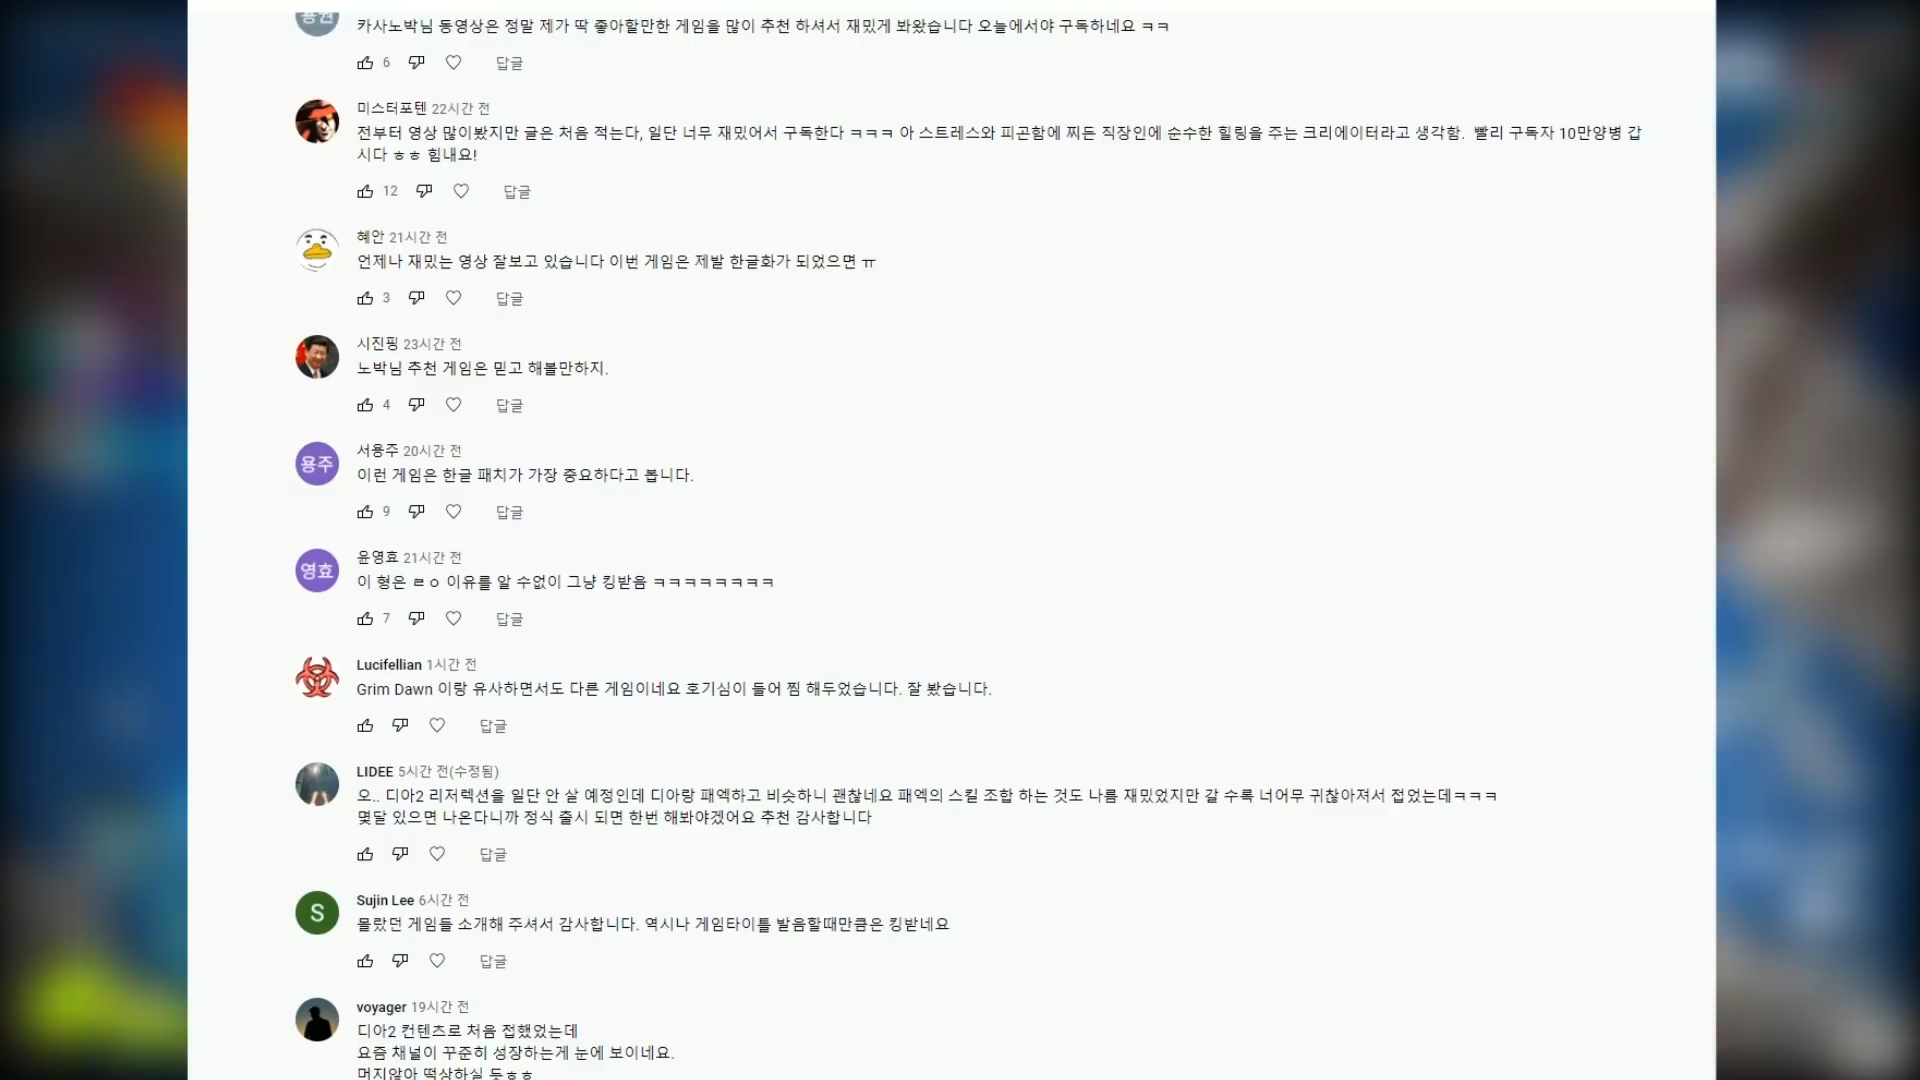 용원
카사노박님 동영상은 정말 제가 딱 좋아할만한 게임을 많이 추천 하셔서 재밌게 봐왔습니다 오늘에서야 구독하네요 ㅋㅋ
6 답글
미스터포텐 22시간 전
전부터 영상 많이봤지만 글은 처음 적는다, 일단 너무 재밌어서 구독한다 ㅋㅋㅋ 아 스트레스와 피곤함에 찌든 직장인에 순수한 힐링을 주는 크리에이터라고 생각함. 빨리 구독자 10만양병 갑
시다 ㅎㅎ 힘내요!
12 답글
혜안 21시간 전
언제나 재밌는 영상 잘보고 있습니다 이번 게임은 제발 한글화가 되었으면 ㅠ
3 답글
시진핑 23시간 전
노박님 추천 게임은 믿고 해볼만하지.
4 답글
용주
서용주 20시간 전
이런 게임은 한글 패치가 가장 중요하다고 봅니다.
9 답글
영효
윤영효 21시간 전
이 형은 ㄹㅇ 이유를 알 수없이 그냥 킹받음 ㅋㅋㅋㅋㅋㅋㅋㅋ
7 답글
Lucifellian 1시간 전
Grim Dawn 이랑 유사하면서도 다른 게임이네요 호기심이 들어 찜 해두었습니다. 잘 봤습니다.
답글
LIDEE 5시간 전(수정됨)
오.. 디아2 리저렉션을 일단 안 살 예정인데 디아랑 패엑하고 비슷하니 괜찮네요 패엑의 스킬 조합 하는 것도 나름 재밌었지만 갈 수록 너어무 귀찮아져서 접었는데ㅋㅋㅋ
몇달 있으면 나온다니까 정식 출시 되면 한번 해봐야겠어요 추천 감사합니다
답글
S
Sujin Lee 6시간 전
몰랐던 게임들 소개해 주셔서 감사합니다. 역시나 게임타이틀 발음할때만큼은 킹받네요
답글
voyager 19시간 전
디아2 컨텐츠로 처음 접했었는데
요즘 채널이 꾸준히 성장하는게 눈에 보이네요.
머지않아 떡상하실 듯ㅎㅎ